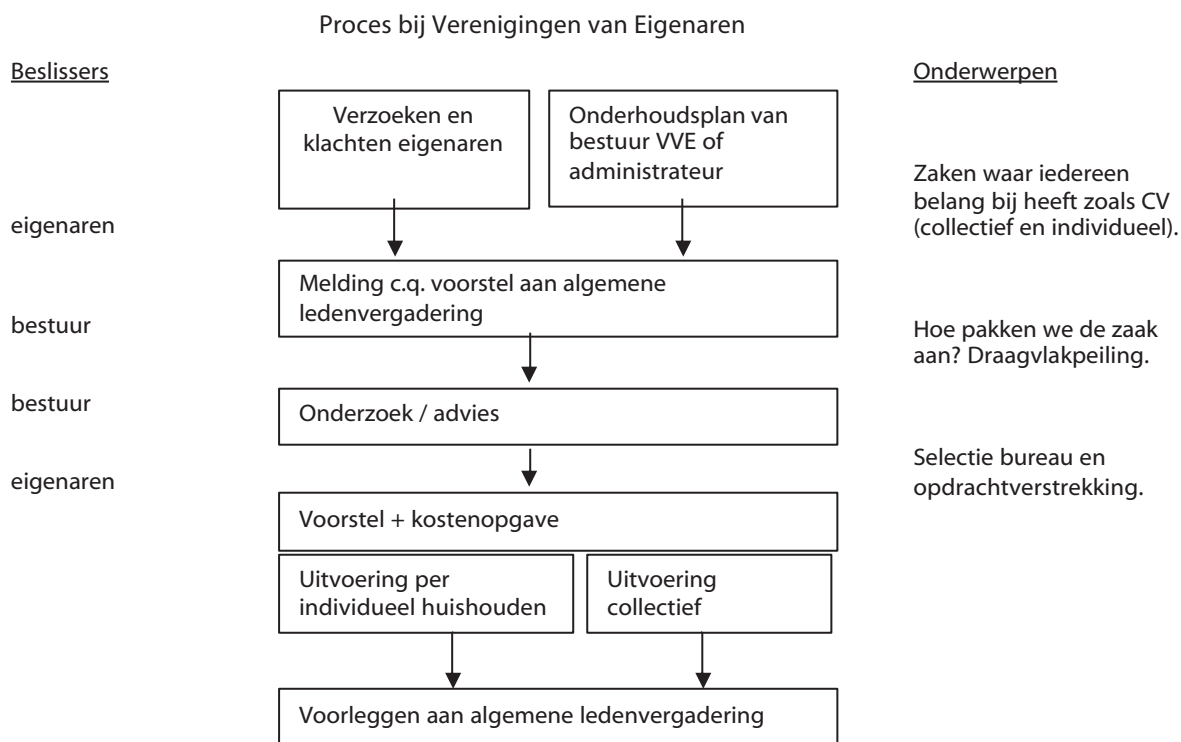 Proces bij Verenigingen van Eigenaren
Beslissers
Onderwerpen
Verzoeken en
klachten eigenaren
Onderhoudsplan van
bestuur VVE of
administrateur
Zaken waar iedereen
belang bij heeft zoals CV
(collectief en individueel).
eigenaren
Melding c.q. voorstel aan algemene
ledenvergadering
bestuur
Hoe pakken we de zaak
aan? Draagvlakpeiling.
bestuur
Onderzoek / advies
eigenaren
Selectie bureau en
opdrachtverstrekking.
Voorstel + kostenopgave
Uitvoering per
individueel huishouden
Uitvoering
collectief
Voorleggen aan algemene ledenvergadering